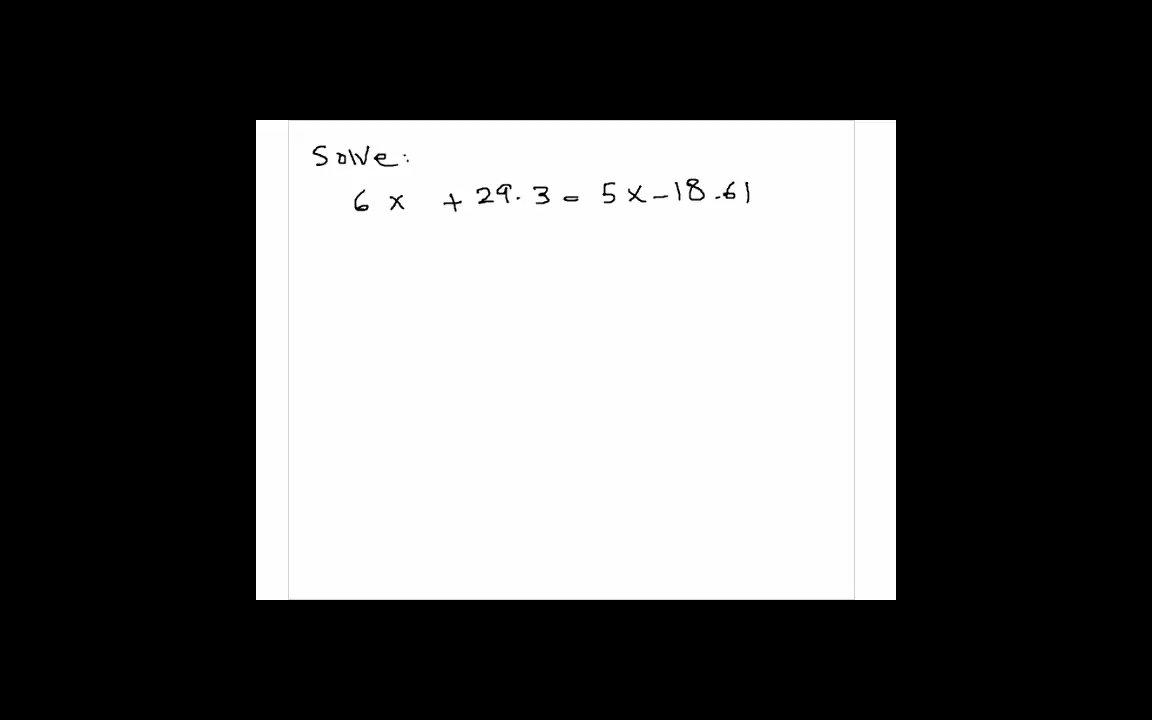 Solve:
6x + 29.3 = 5x - 18.61